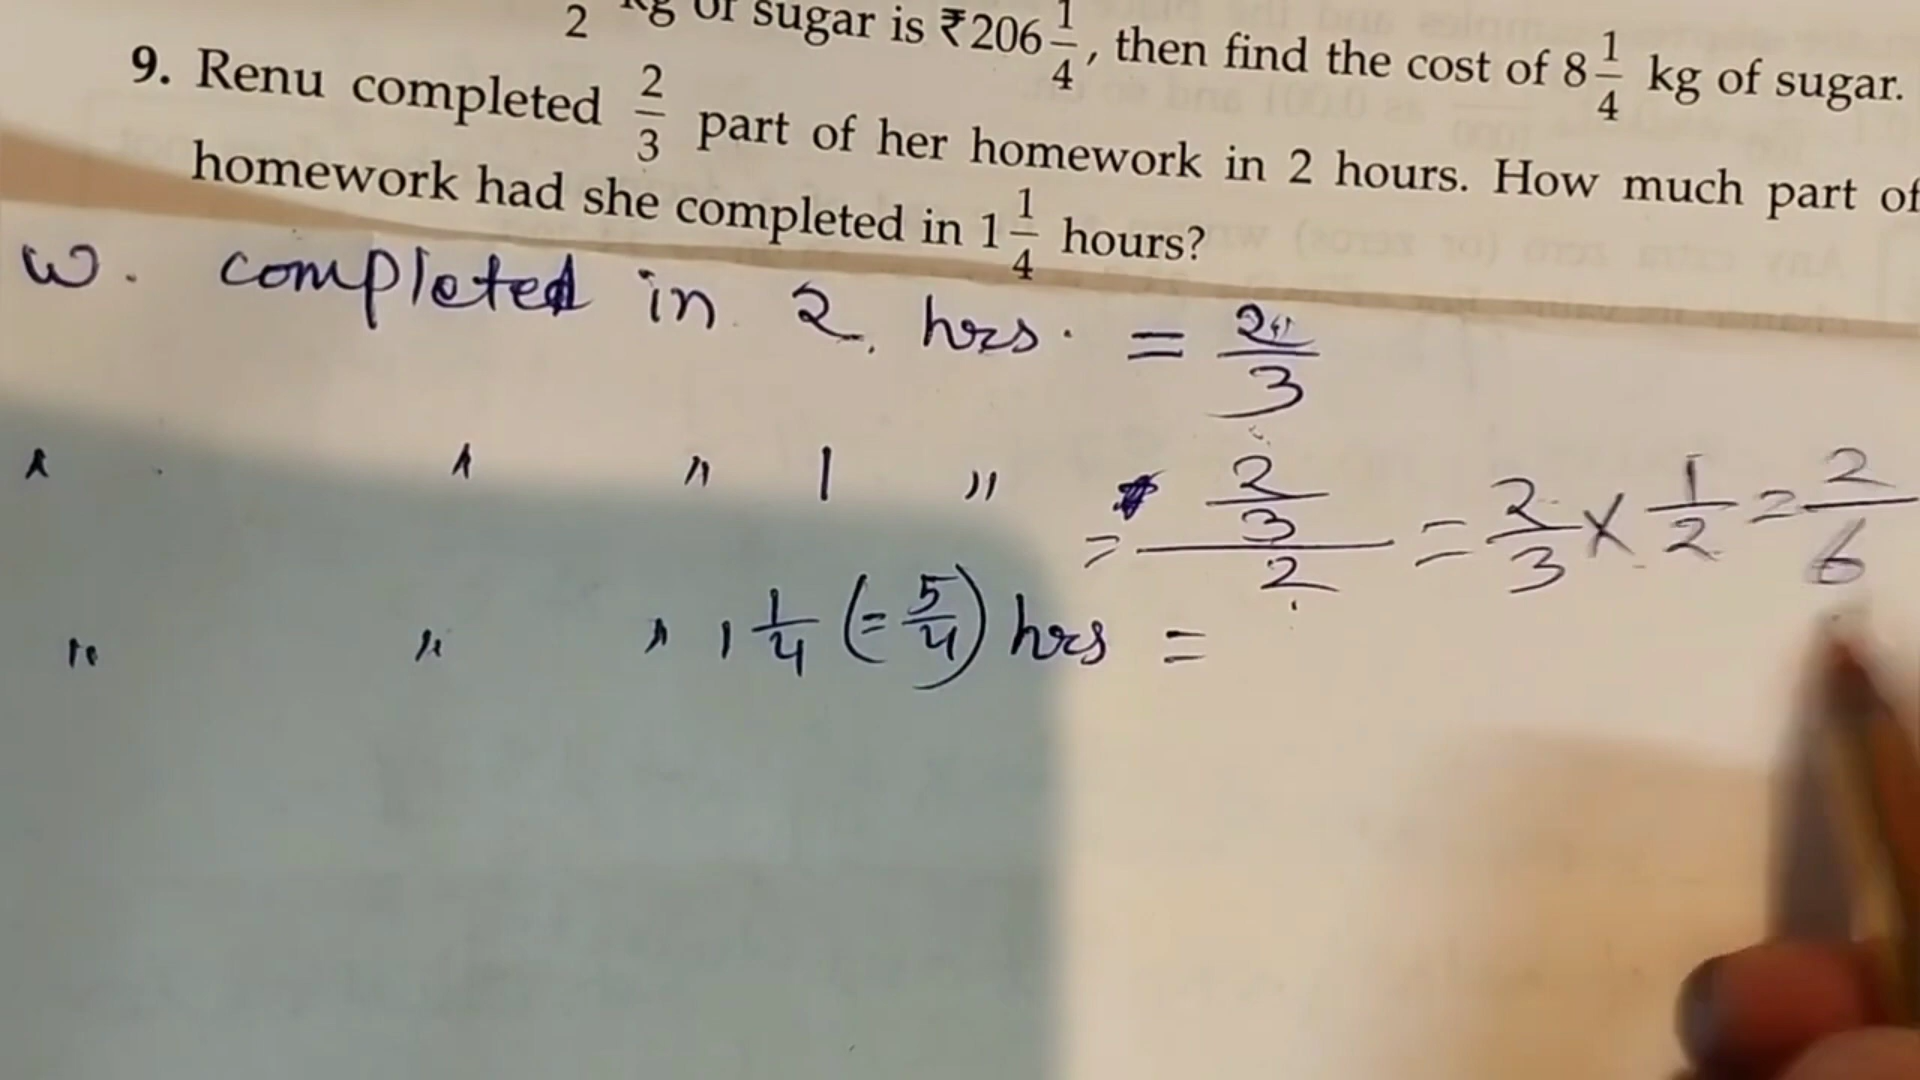 2 kg of sugar is ₹206 1/4, then find the cost of 8 1/4 kg of sugar.
9. Renu completed 2/3 part of her homework in 2 hours. How much part of
homework had she completed in 1 1/4 hours?
w. completed in 2 hrs. = 2/3
" " " 1 " = 2/3/2 = 2/3 × 1/2 = 2/6
" " " 1 1/4 (= 5/4) hrs =